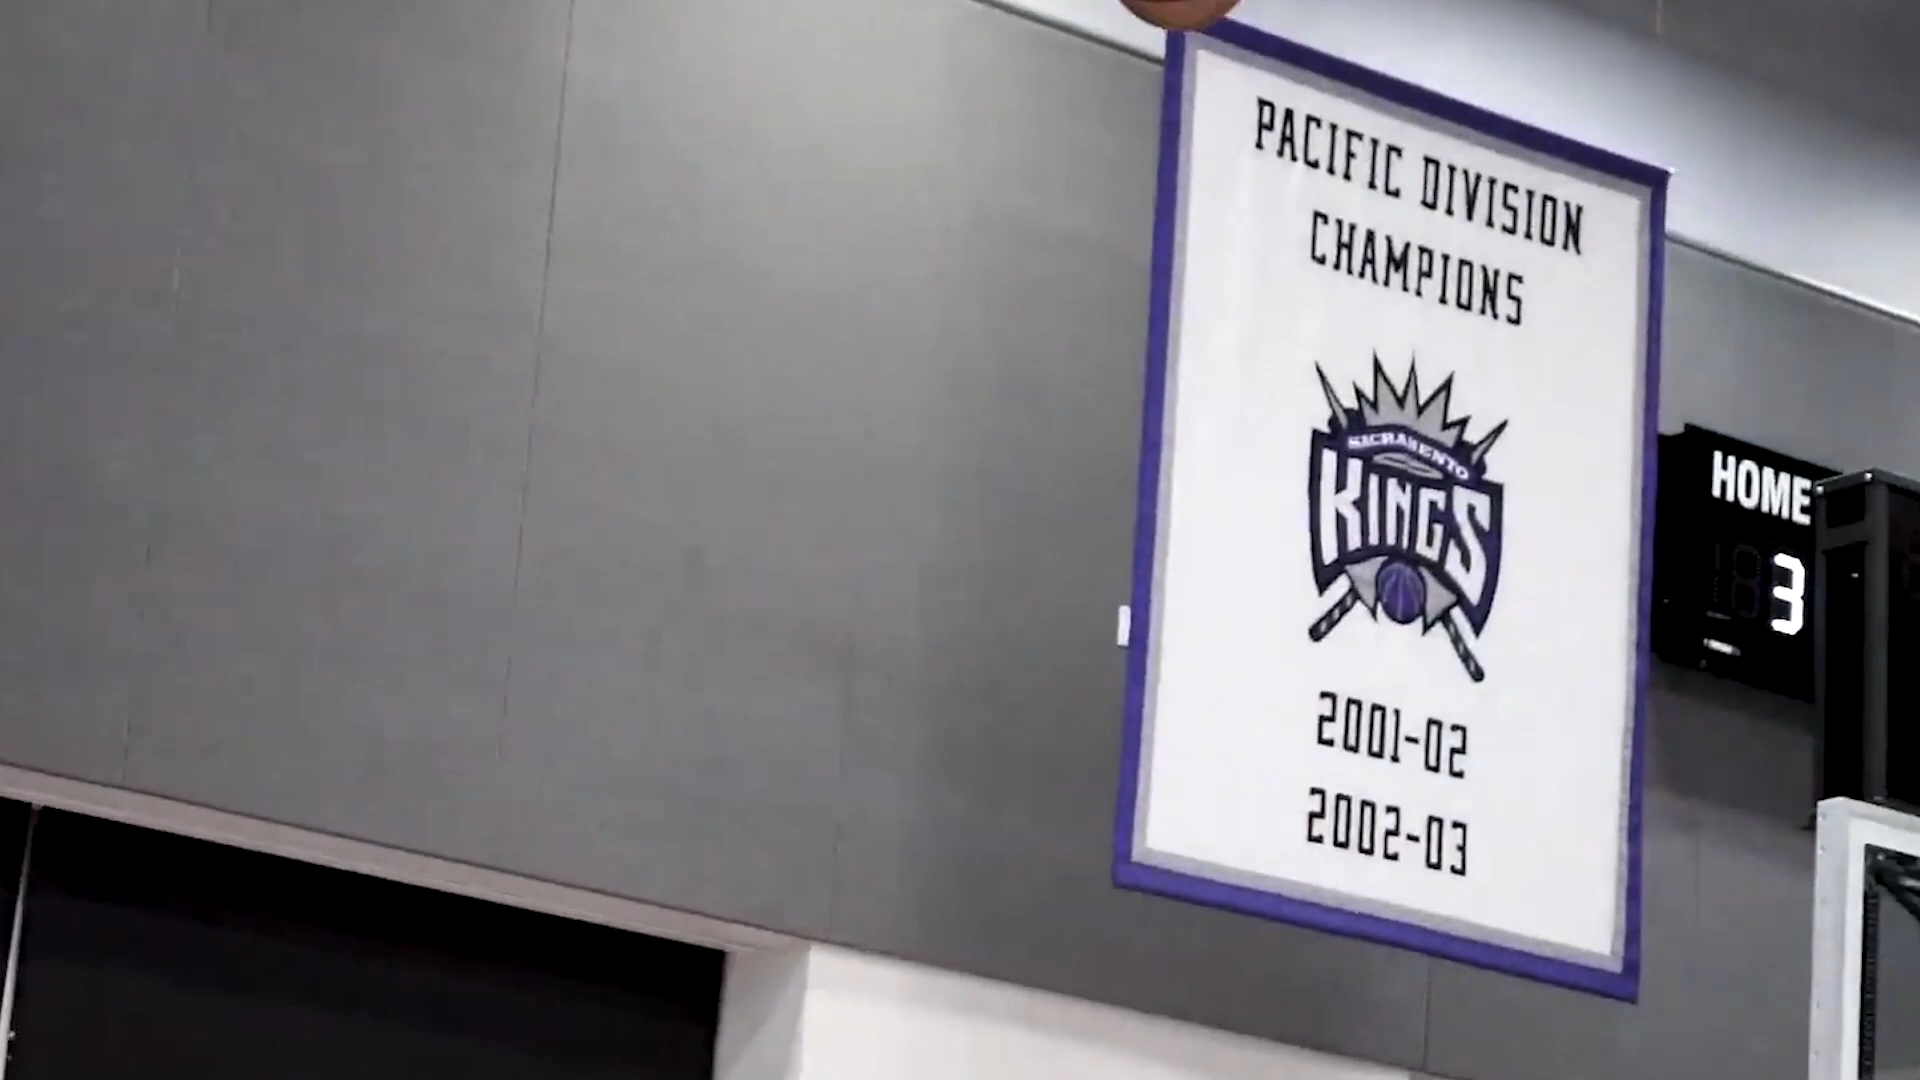 PACIFIC DIVISION
CHAMPIONS
SACRAMENTO
KINGS
2001-02
2002-03
HOME
3